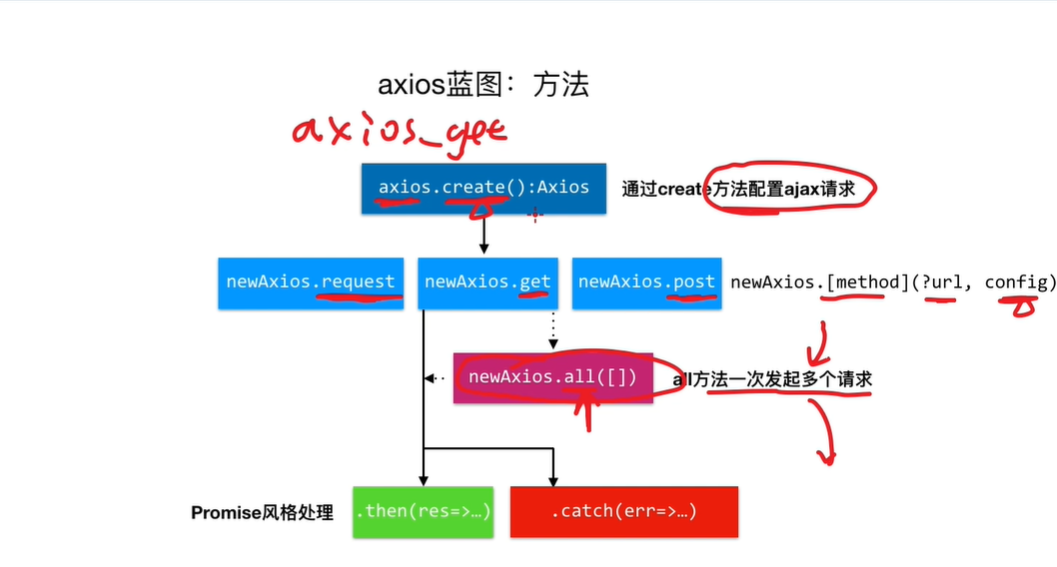 axios蓝图：方法
axios_get
axios.create():Axios
通过create方法配置ajax请求
newAxios.request
newAxios.get
newAxios.post
newAxios.[method](?url, config)
newAxios.all([])
all方法一次发起多个请求
Promise风格处理
.then(res=>…)
.catch(err=>…)